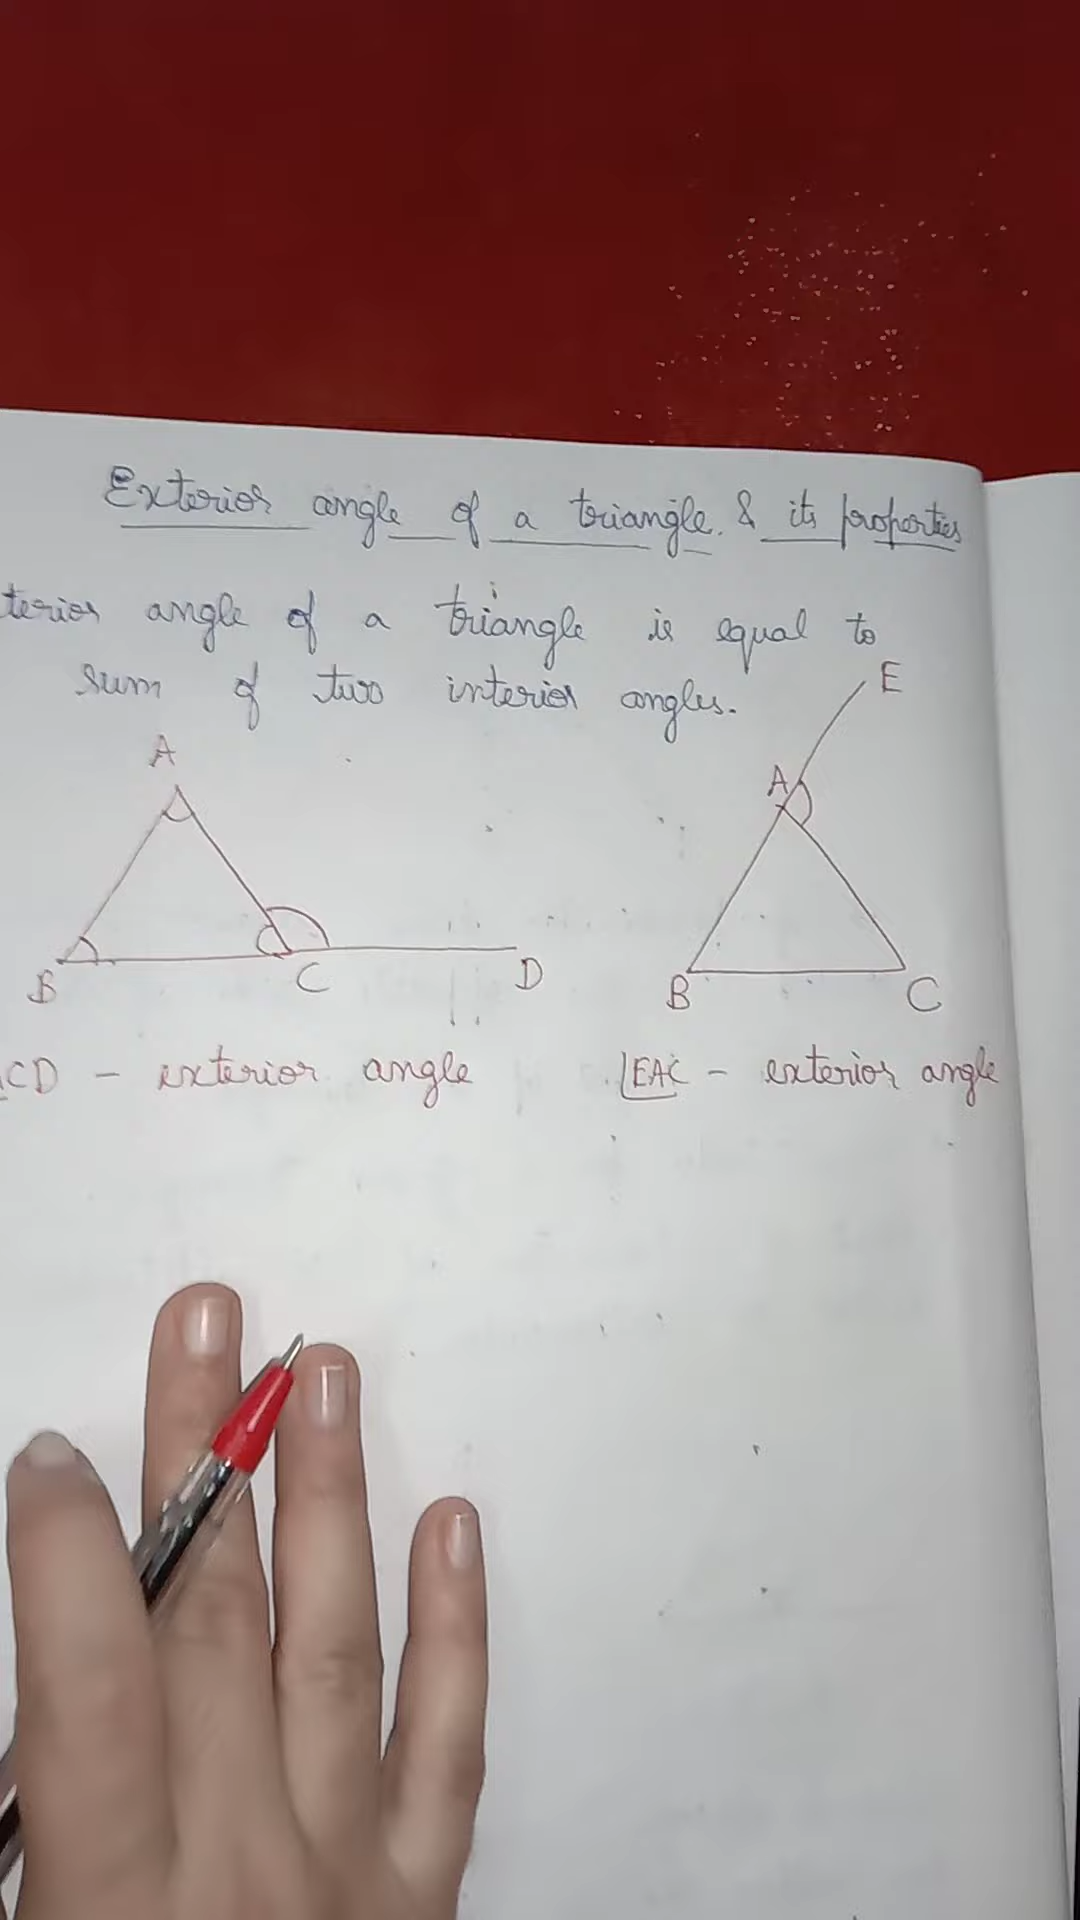 Exterior angle of a triangle. & its properties
terior angle of a triangle is equal to
sum of two interior angles.
E
A
A
B
C
D
B
C
CD - exterior angle
∠EAC - exterior angle